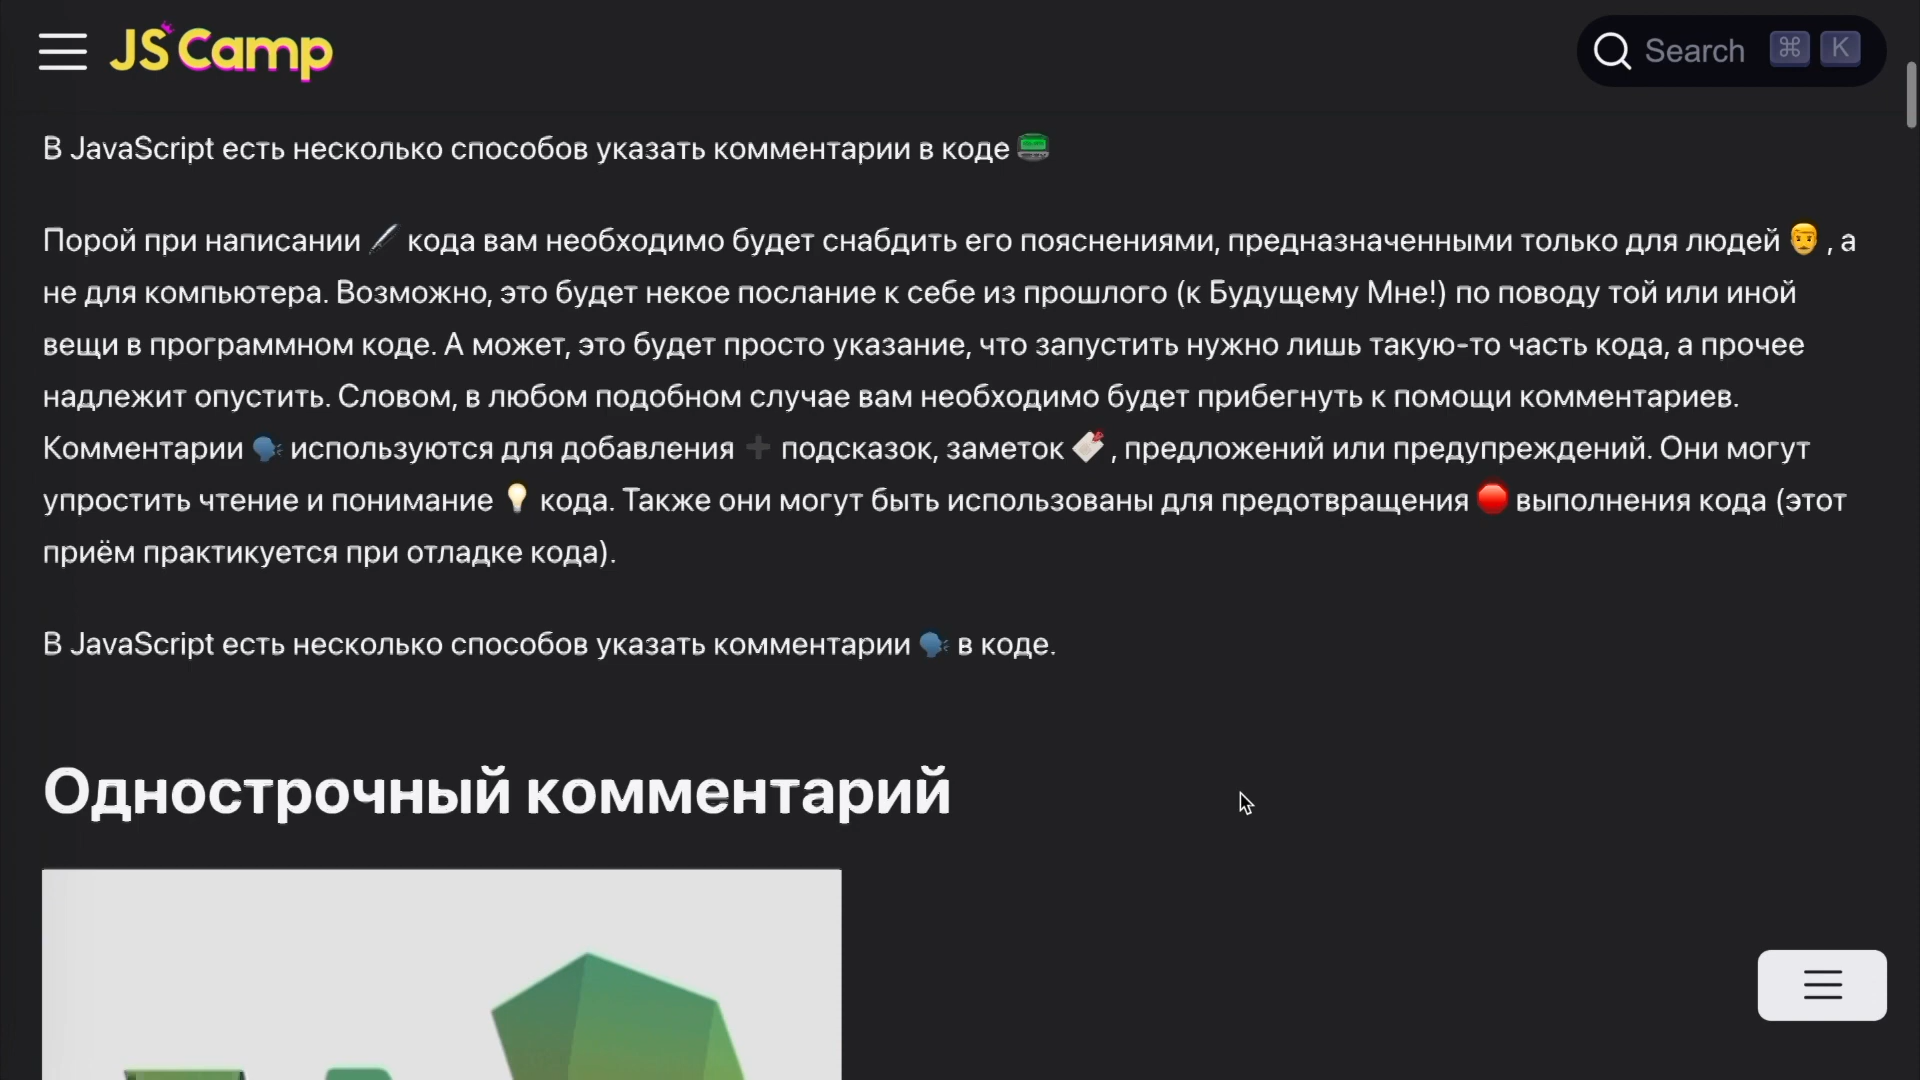 JS Camp
Search ⌘ K
В JavaScript есть несколько способов указать комментарии в коде
Порой при написании кода вам необходимо будет снабдить его пояснениями, предназначенными только для людей , а
не для компьютера. Возможно, это будет некое послание к себе из прошлого (к Будущему Мне!) по поводу той или иной
вещи в программном коде. А может, это будет просто указание, что запустить нужно лишь такую-то часть кода, а прочее
надлежит опустить. Словом, в любом подобном случае вам необходимо будет прибегнуть к помощи комментариев.
Комментарии используются для добавления ➕ подсказок, заметок , предложений или предупреждений. Они могут
упростить чтение и понимание кода. Также они могут быть использованы для предотвращения выполнения кода (этот
приём практикуется при отладке кода).
В JavaScript есть несколько способов указать комментарии в коде.
Однострочный комментарий